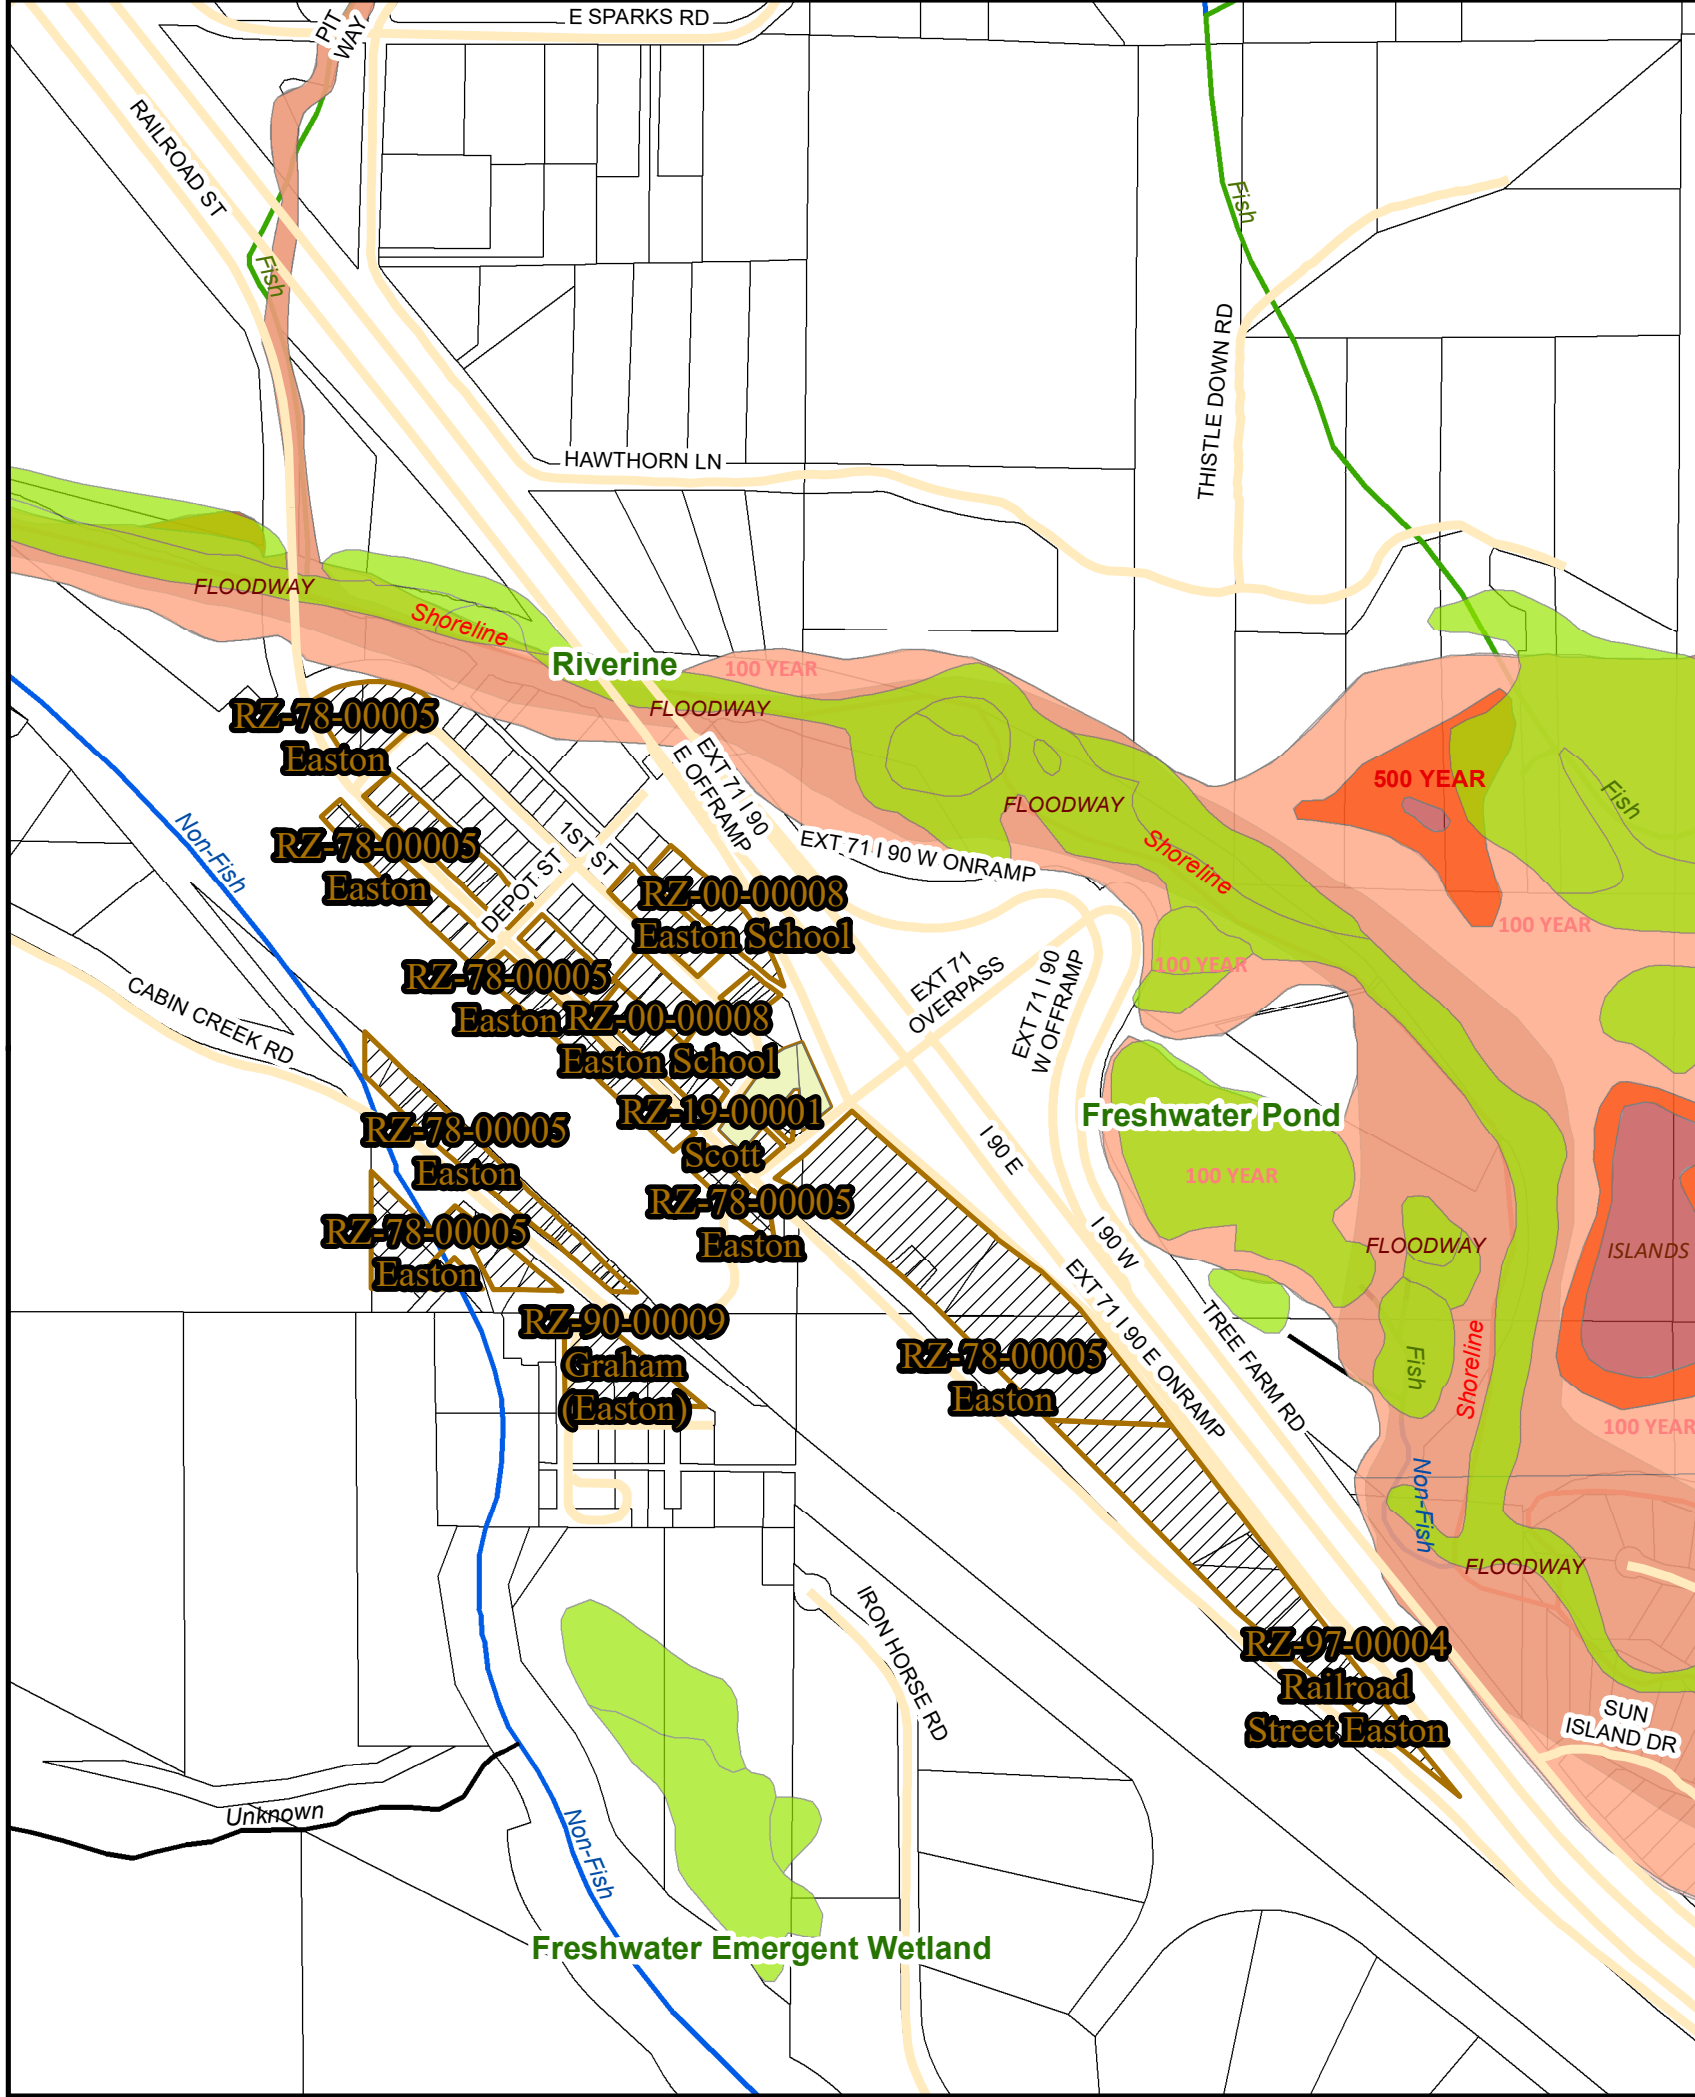 E SPARKS RD
PIT
WAY
RAILROAD ST
Fish
Fish
THISTLE DOWN RD
HAWTHORN LN
FLOODWAY
Shoreline
Riverine
100 YEAR
FLOODWAY
RZ-78-00005
Easton
EXT 71 I 90
E OFFRAMP
500 YEAR
Fish
FLOODWAY
Non-Fish
RZ-78-00005
Easton
1ST ST
DEPOT ST
EXT 71 I 90 W ONRAMP
Shoreline
RZ-00-00008
Easton School
100 YEAR
100 YEAR
RZ-78-00005
Easton
EXT 71
OVERPASS
EXT 71 I 90
W OFFRAMP
CABIN CREEK RD
RZ-00-00008
Easton School
RZ-19-00001
Scott
Freshwater Pond
RZ-78-00005
Easton
I 90 E
100 YEAR
RZ-78-00005
Easton
RZ-78-00005
Easton
I 90 W
FLOODWAY
ISLANDS
RZ-90-00009
Graham
(Easton)
RZ-78-00005
Easton
EXT 71 I 90 E ONRAMP
TREE FARM RD
Fish
Shoreline
100 YEAR
Non-Fish
FLOODWAY
IRON HORSE RD
RZ-97-00004
Railroad
Street Easton
SUN
ISLAND DR
Unknown
Non-Fish
Freshwater Emergent Wetland